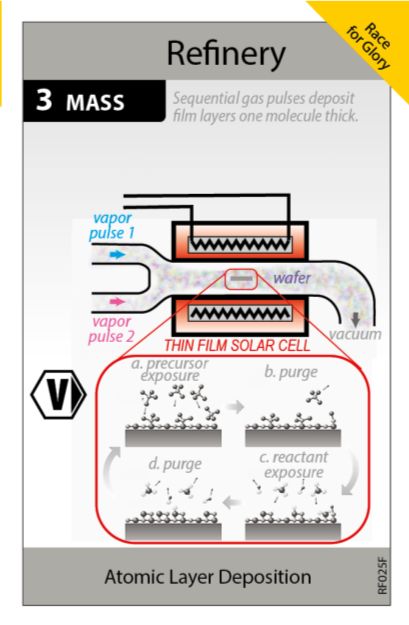 Race
for Glory
Refinery
3 MASS
Sequential gas pulses deposit
film layers one molecule thick.
vapor
pulse 1
wafer
vapor
pulse 2
vacuum
THIN FILM SOLAR CELL
a. precursor
exposure
b. purge
V
d. purge
c. reactant
exposure
Atomic Layer Deposition
RF025F